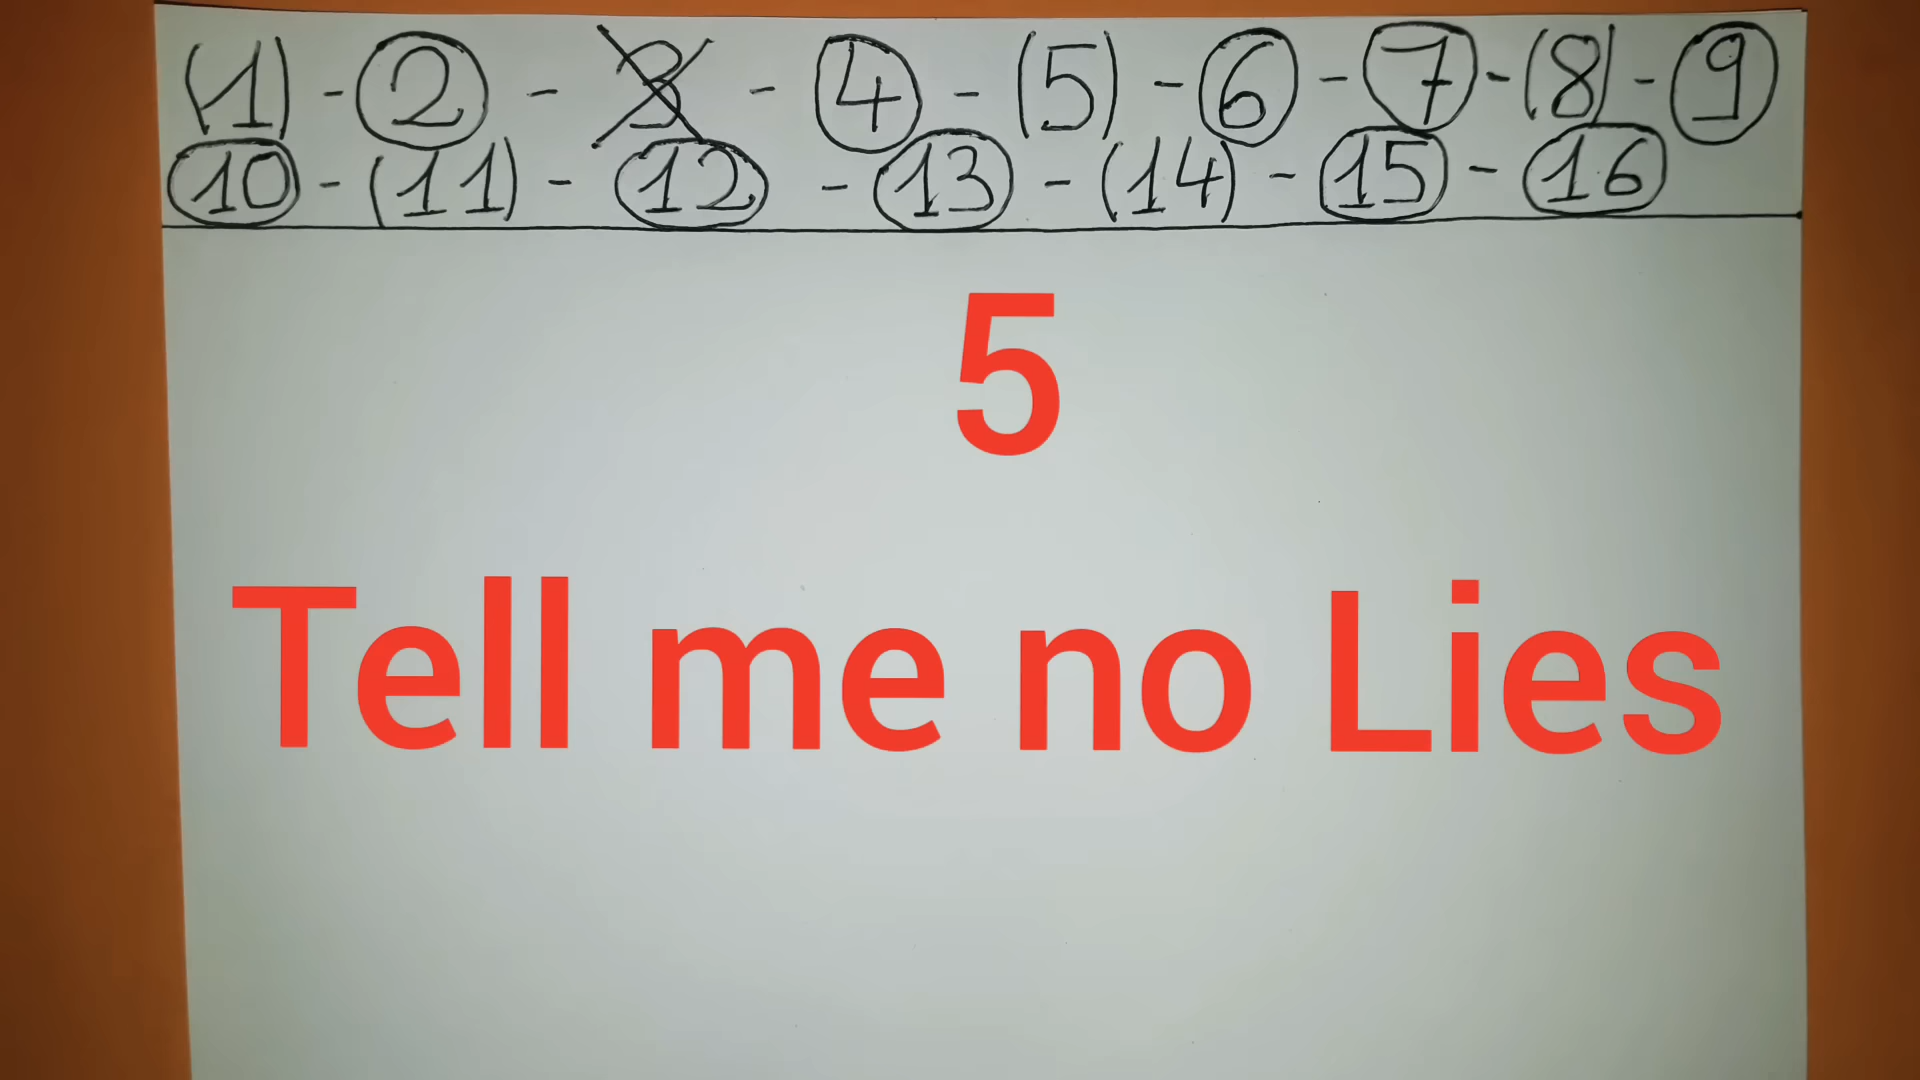 (1) - 2 - 3 - 4 - (5) - 6 - 7 - (8) - 9
10 - (11) - 12 - 13 - (14) - 15 - 16
5
Tell me no Lies